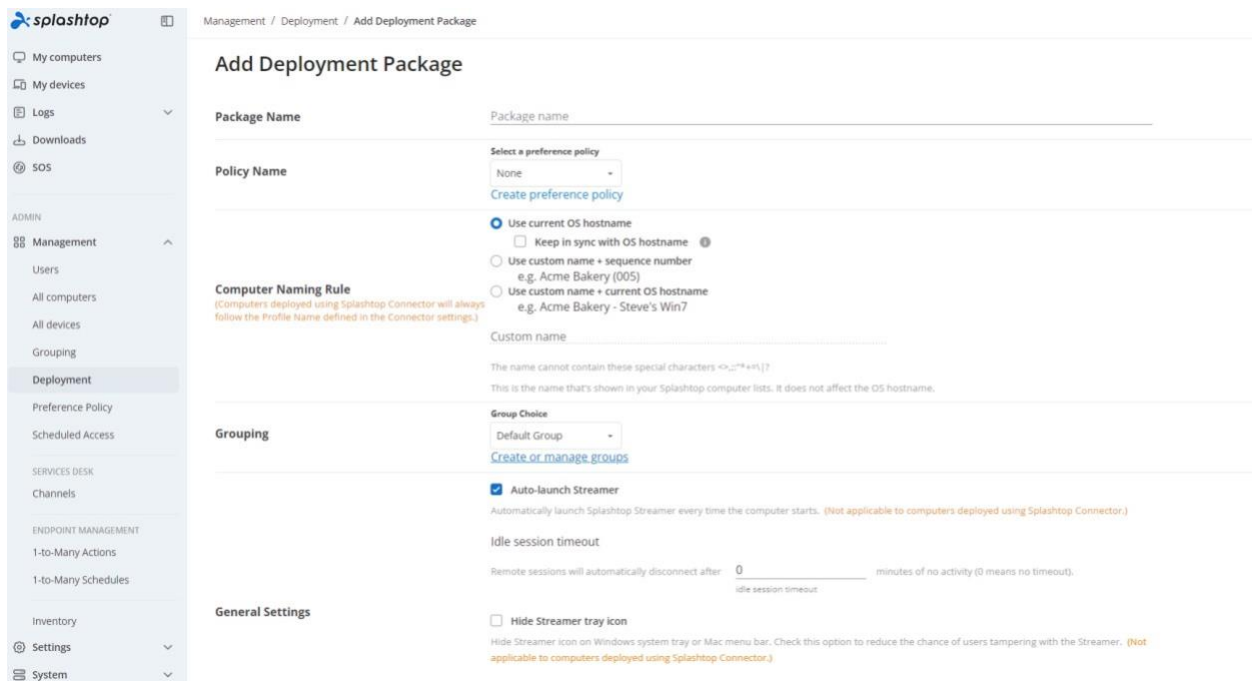 splashtop
My computers
My devices
Logs
Downloads
SOS
ADMIN
Management
Users
All computers
All devices
Grouping
Deployment
Preference Policy
Scheduled Access
SERVICES DESK
Channels
ENDPOINT MANAGEMENT
1-to-Many Actions
1-to-Many Schedules
Inventory
Settings
System
Management / Deployment / Add Deployment Package
Add Deployment Package
Package Name
Package name
Policy Name
Select a preference policy
None
Create preference policy
Computer Naming Rule
(Computers deployed using Splashtop Connector will always
follow the Profile Name defined in the Connector settings.)
Use current OS hostname
Keep in sync with OS hostname
Use custom name + sequence number
e.g. Acme Bakery (005)
Use custom name + current OS hostname
e.g. Acme Bakery - Steve's Win7
Custom name
The name cannot contain these special characters
This is the name that's shown in your Splashtop computer lists. It does not affect the OS hostname.
Grouping
Group Choice
Default Group
Create or manage groups
General Settings
Auto-launch Streamer
Automatically launch Splashtop Streamer every time the computer starts. (Not applicable to computers deployed using Splashtop Connector.)
Idle session timeout
Remote sessions will automatically disconnect after 0 minutes of no activity (0 means no timeout).
idle session timeout
Hide Streamer tray icon
Hide Streamer icon on Windows system tray or Mac menu bar. Check this option to reduce the chance of users tampering with the Streamer. (Not
applicable to computers deployed using Splashtop Connector.)